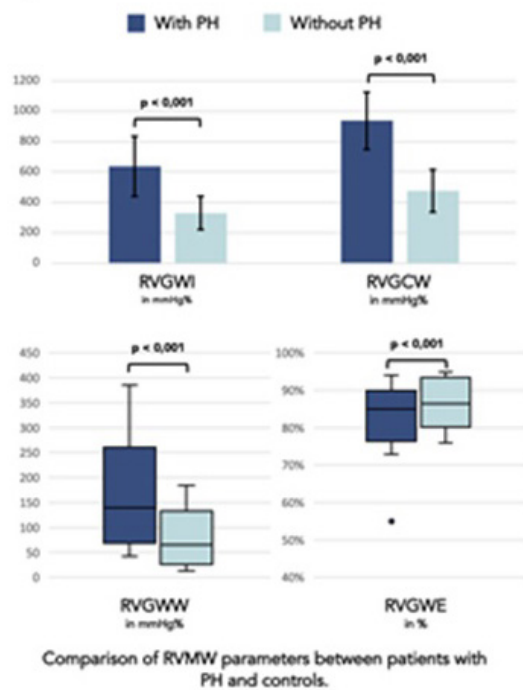 With PH Without PH
p < 0,001
p < 0,001
1200
1000
800
600
400
200
0
RVGWI
in mmHg%
RVGCW
in mmHg%
p < 0,001
450
400
350
300
250
200
150
100
50
0
RVGWW
in mmHg%
p < 0,001
100%
90%
80%
70%
60%
50%
40%
RVGWE
in %
Comparison of RVMW parameters between patients with
PH and controls.